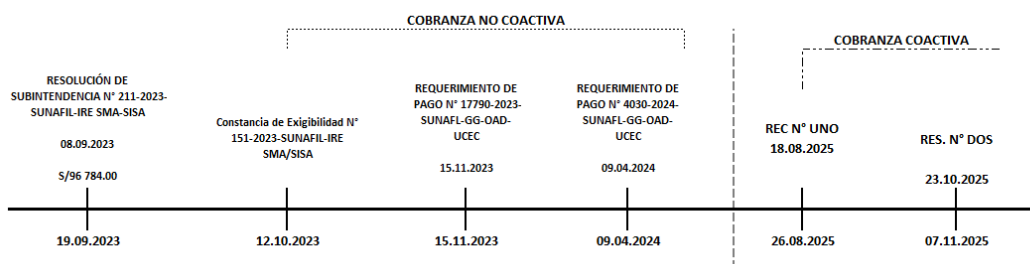 COBRANZA NO COACTIVA
COBRANZA COACTIVA
RESOLUCIÓN DE
SUBINTENDENCIA N° 211-2023-
SUNAFIL-IRE SMA-SISA
08.09.2023
S/96 784.00
Constancia de Exigibilidad N°
151-2023-SUNAFIL-IRE
SMA/SISA
REQUERIMIENTO DE
PAGO N° 17790-2023-
SUNAFL-GG-OAD-
UCEC
15.11.2023
REQUERIMIENTO DE
PAGO N° 4030-2024-
SUNAFL-GG-OAD-
UCEC
09.04.2024
REC N° UNO
18.08.2025
RES. N° DOS
23.10.2025
19.09.2023
12.10.2023
15.11.2023
09.04.2024
26.08.2025
07.11.2025